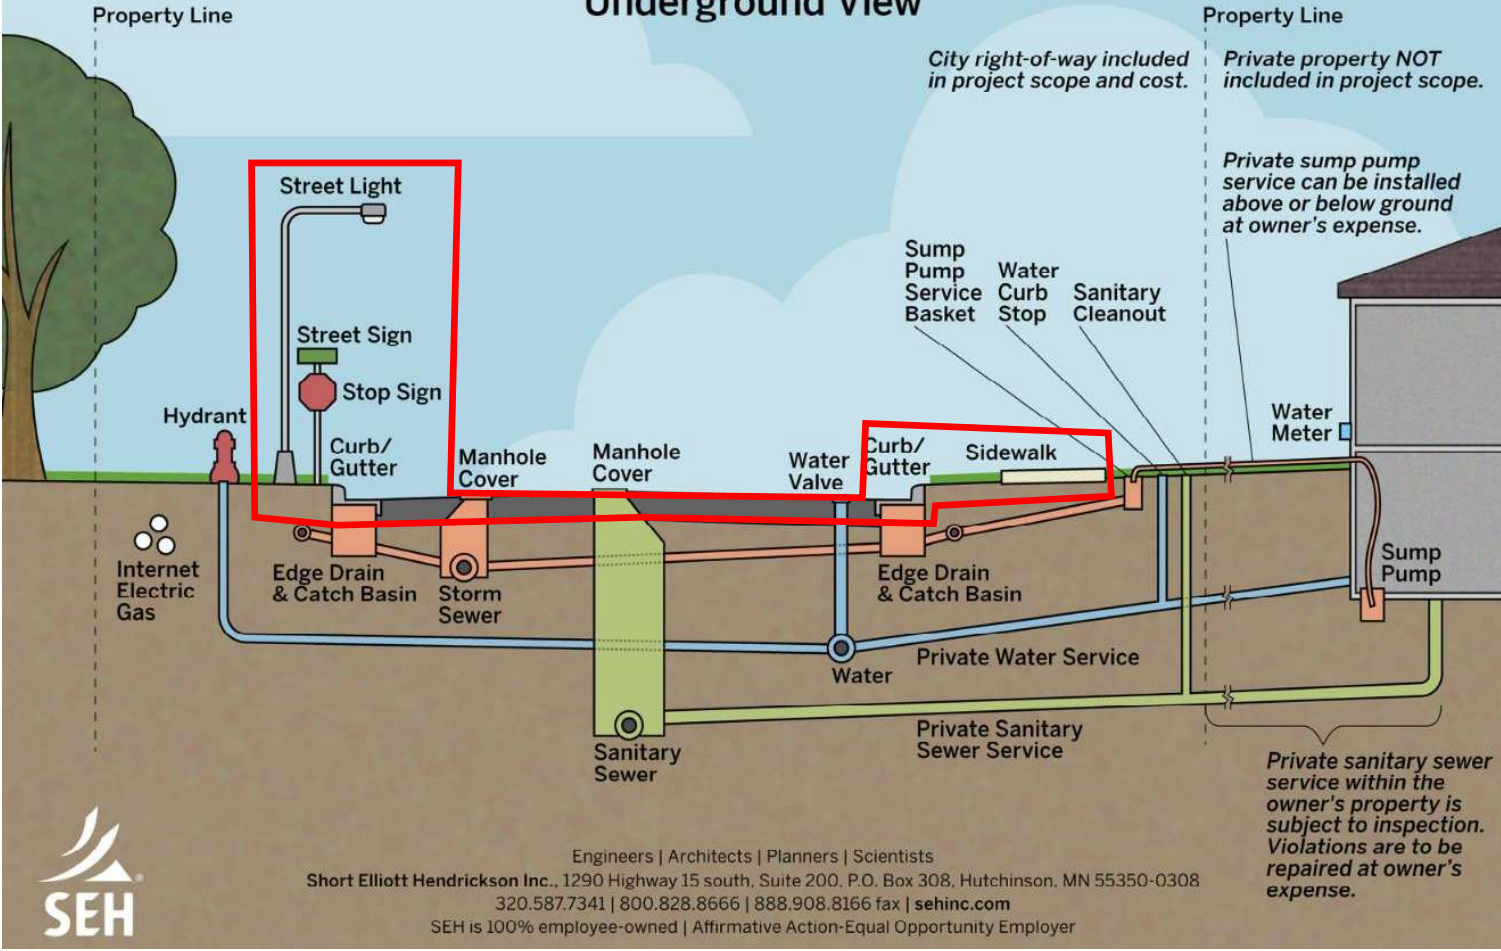 Underground View
Property Line
Property Line
City right-of-way included
in project scope and cost.
Private property NOT
included in project scope.
Private sump pump
service can be installed
above or below ground
at owner's expense.
Street Light
Street Sign
Stop Sign
Hydrant
Curb/
Gutter
Manhole
Cover
Manhole
Cover
Water
Valve
Curb/
Gutter
Sidewalk
Sump
Pump
Service
Basket
Water
Curb
Stop
Sanitary
Cleanout
Water
Meter
Internet
Electric
Gas
Edge Drain
& Catch Basin
Storm
Sewer
Edge Drain
& Catch Basin
Sump
Pump
Water
Private Water Service
Sanitary
Sewer
Private Sanitary
Sewer Service
Private sanitary sewer
service within the
owner's property is
subject to inspection.
Violations are to be
repaired at owner's
expense.
SEH
Engineers | Architects | Planners | Scientists
Short Elliott Hendrickson Inc., 1290 Highway 15 south, Suite 200, P.O. Box 308, Hutchinson, MN 55350-0308
320.587.7341 | 800.828.8666 | 888.908.8166 fax | sehinc.com
SEH is 100% employee-owned | Affirmative Action-Equal Opportunity Employer